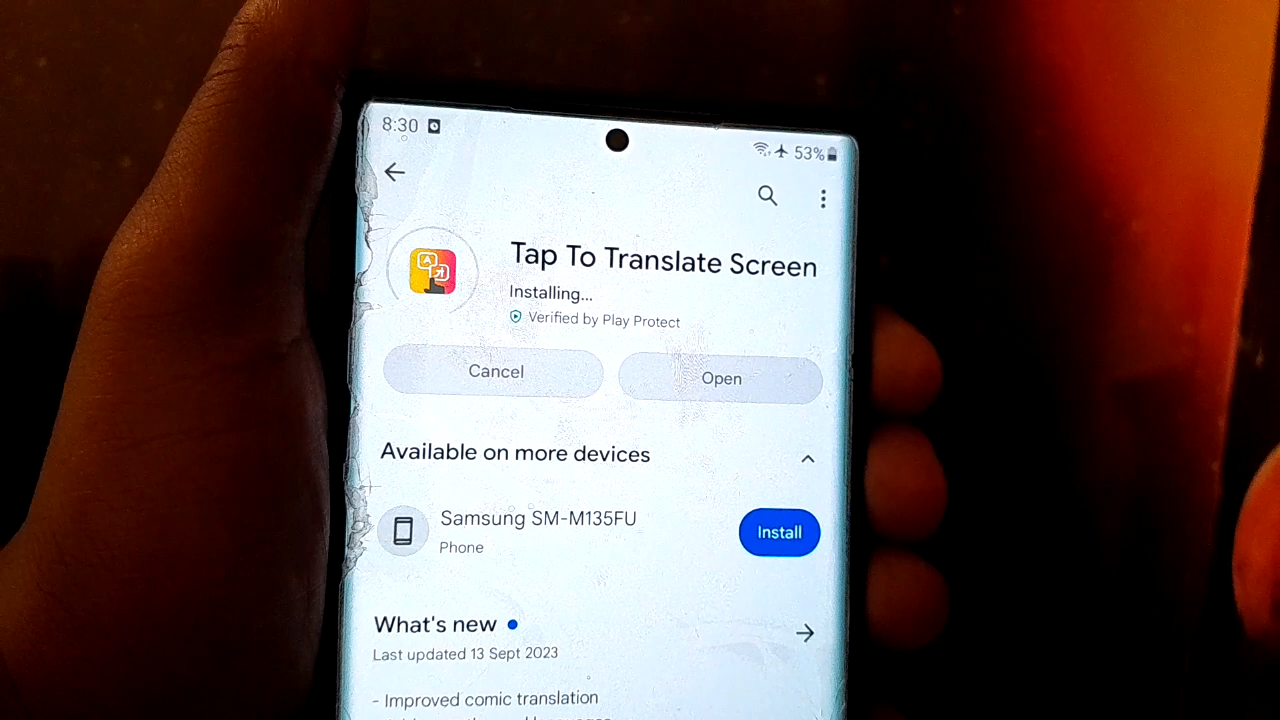 8:30
53%
Tap To Translate Screen
Installing...
Verified by Play Protect
Cancel
Open
Available on more devices
Samsung SM-M135FU
Install
Phone
What's new
Last updated 13 Sept 2023
- Improved comic translation